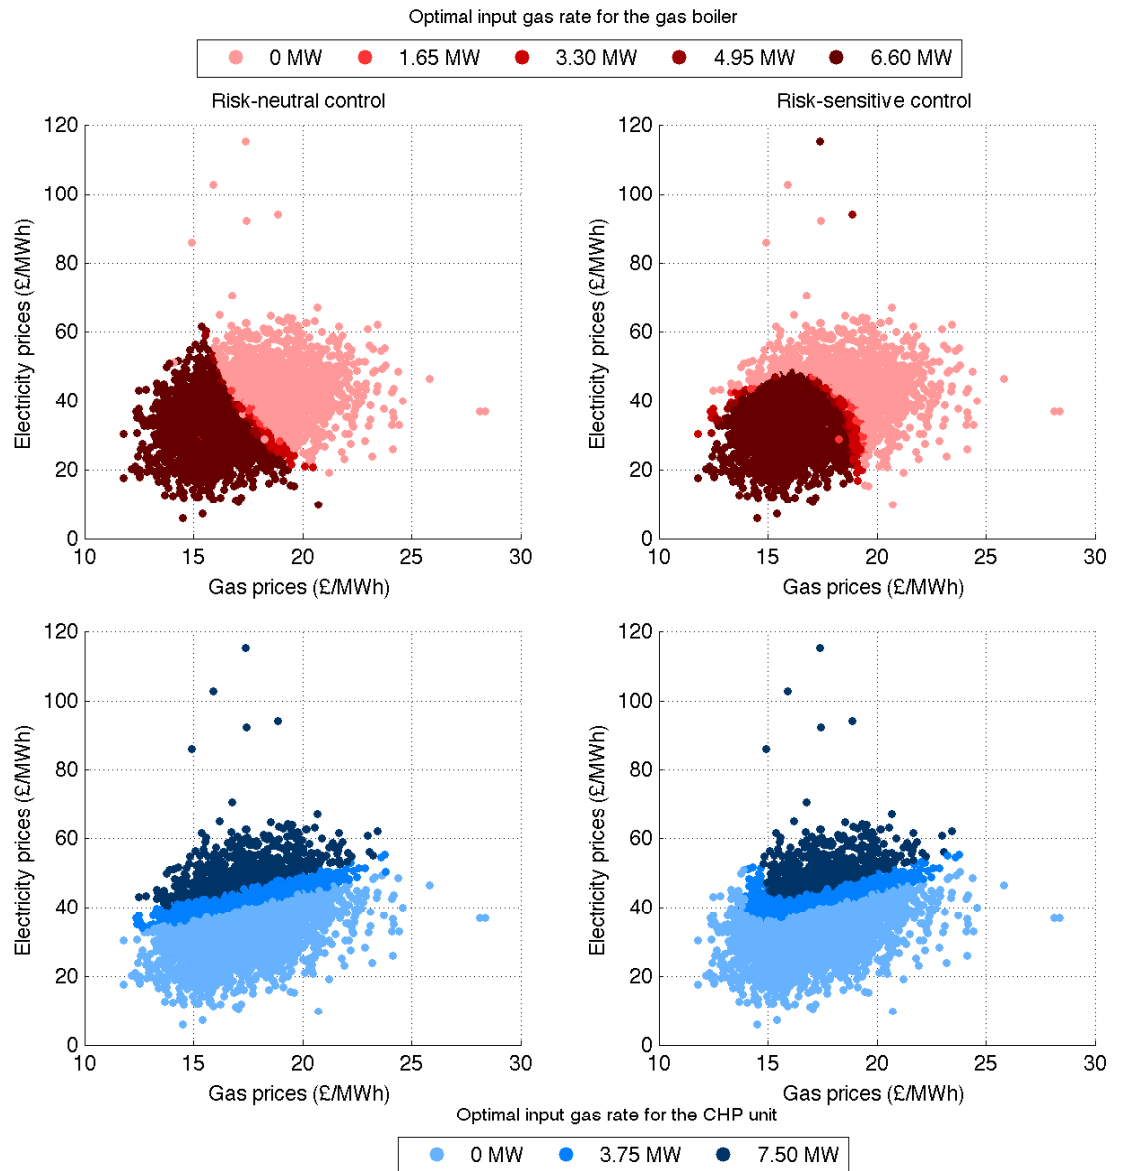 Optimal input gas rate for the gas boiler
0 MW 1.65 MW 3.30 MW 4.95 MW 6.60 MW
Risk-neutral control
120
100
80
60
40
20
0
10 15 20 25 30
Electricity prices (£/MWh)
Gas prices (£/MWh)
Risk-sensitive control
120
100
80
60
40
20
0
10 15 20 25 30
Electricity prices (£/MWh)
Gas prices (£/MWh)
120
100
80
60
40
20
0
10 15 20 25 30
Electricity prices (£/MWh)
Gas prices (£/MWh)
120
100
80
60
40
20
0
10 15 20 25 30
Electricity prices (£/MWh)
Gas prices (£/MWh)
Optimal input gas rate for the CHP unit
0 MW 3.75 MW 7.50 MW